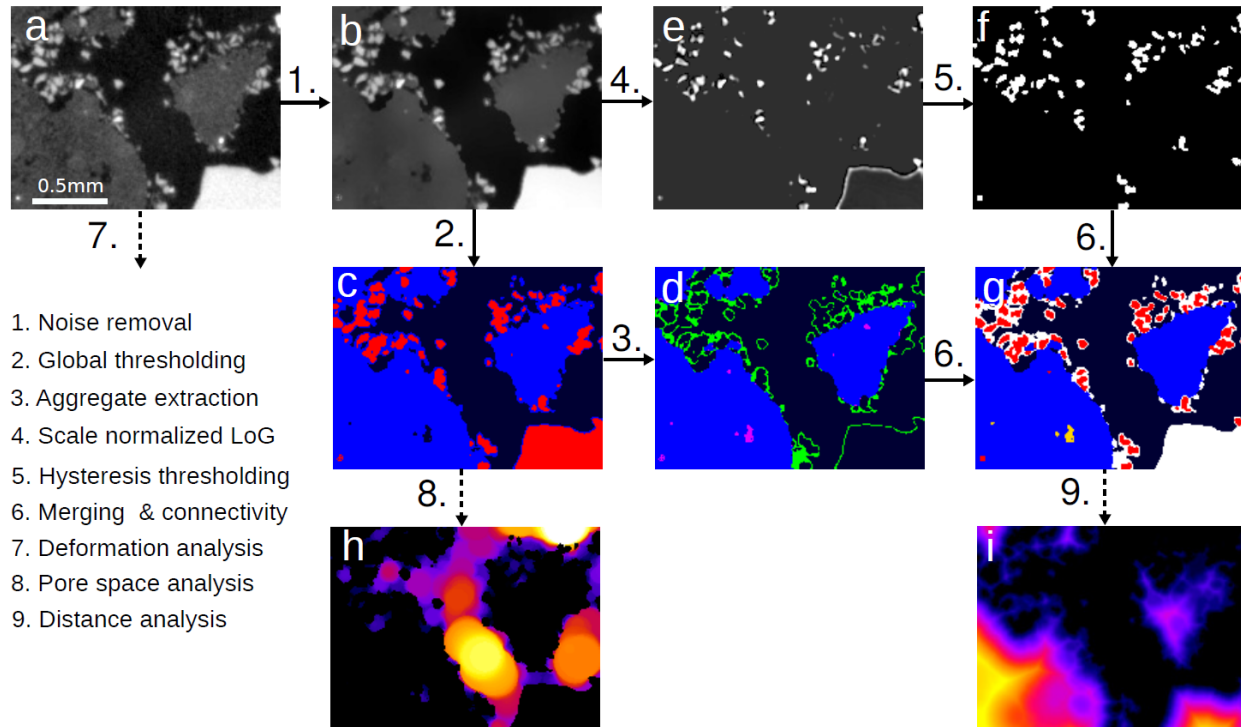 a
b
e
f
1.
4.
5.
0.5mm
7.
2.
6.
c
d
g
1. Noise removal
2. Global thresholding
3. Aggregate extraction
4. Scale normalized LoG
5. Hysteresis thresholding
6. Merging & connectivity
7. Deformation analysis
8. Pore space analysis
9. Distance analysis
3.
6.
8.
9.
h
i